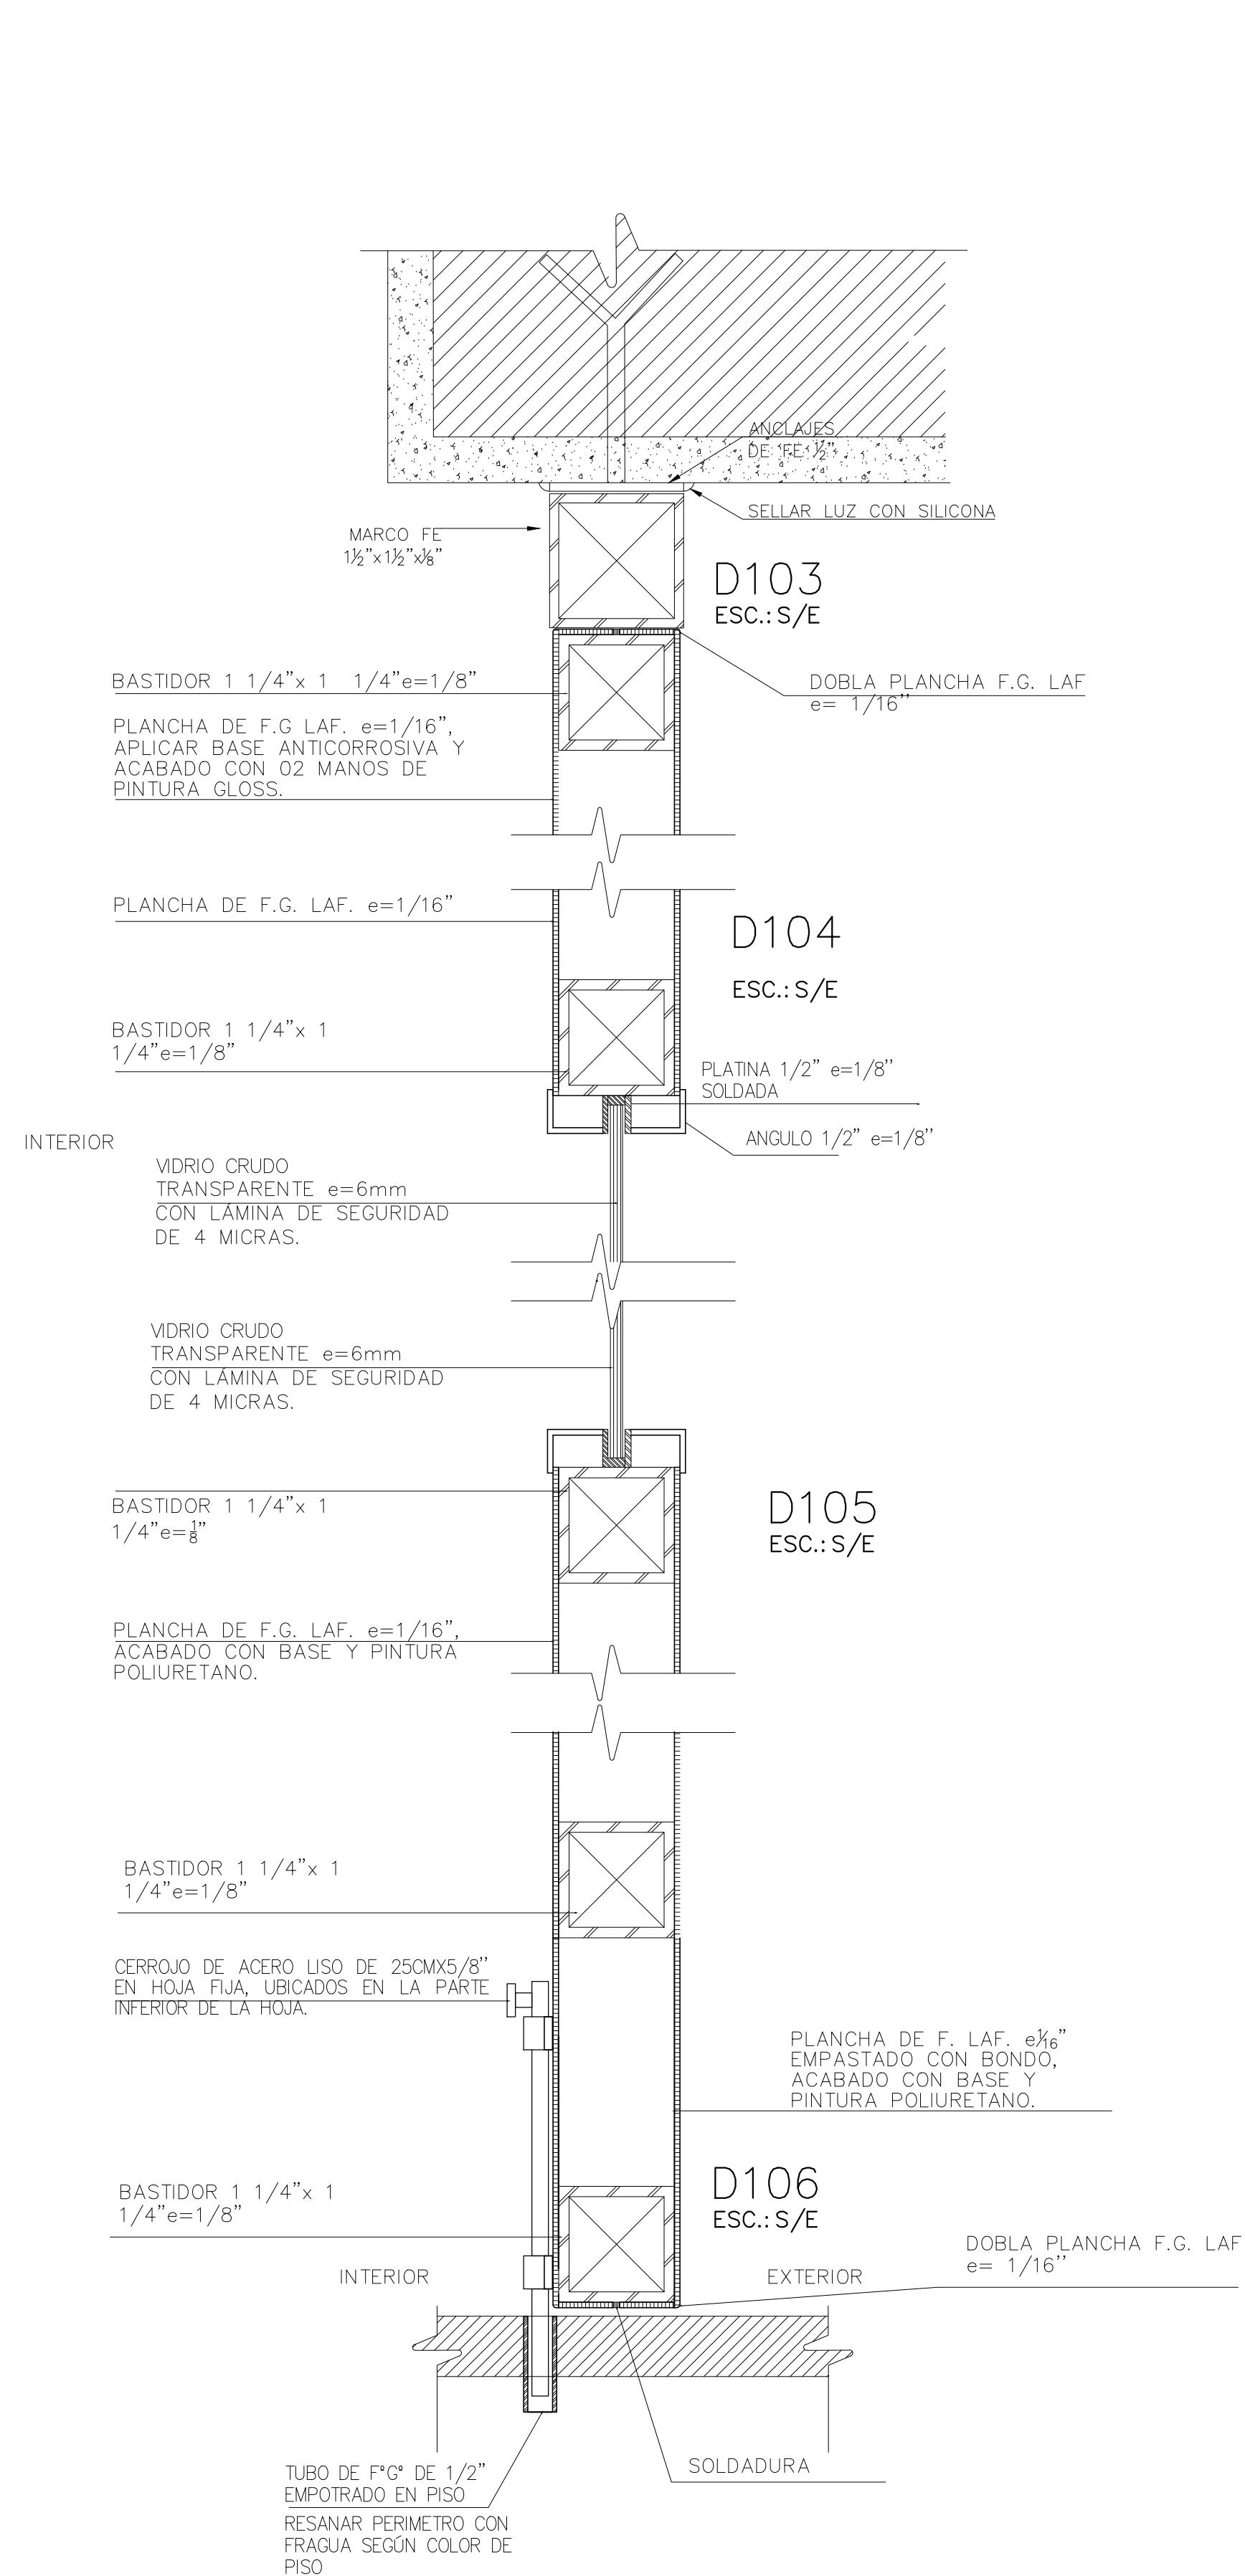 ANCLAJES
DE FE ½"
SELLAR LUZ CON SILICONA
MARCO FE
1½"x1½"x⅛"
D103
ESC.: S/E
BASTIDOR 1 1/4"x 1 1/4"e=1/8"
DOBLA PLANCHA F.G. LAF
e= 1/16"
PLANCHA DE F.G LAF. e=1/16",
APLICAR BASE ANTICORROSIVA Y
ACABADO CON 02 MANOS DE
PINTURA GLOSS.
PLANCHA DE F.G. LAF. e=1/16"
D104
ESC.: S/E
BASTIDOR 1 1/4"x 1
1/4"e=1/8"
PLATINA 1/2" e=1/8"
SOLDADA
ANGULO 1/2" e=1/8"
INTERIOR
VIDRIO CRUDO
TRANSPARENTE e=6mm
CON LÁMINA DE SEGURIDAD
DE 4 MICRAS.
VIDRIO CRUDO
TRANSPARENTE e=6mm
CON LÁMINA DE SEGURIDAD
DE 4 MICRAS.
BASTIDOR 1 1/4"x 1
1/4"e=⅛"
D105
ESC.: S/E
PLANCHA DE F.G. LAF. e=1/16",
ACABADO CON BASE Y PINTURA
POLIURETANO.
BASTIDOR 1 1/4"x 1
1/4"e=1/8"
CERROJO DE ACERO LISO DE 25CMX5/8"
EN HOJA FIJA, UBICADOS EN LA PARTE
INFERIOR DE LA HOJA.
PLANCHA DE F. LAF. e1/16"
EMPASTADO CON BONDO,
ACABADO CON BASE Y
PINTURA POLIURETANO.
BASTIDOR 1 1/4"x 1
1/4"e=1/8"
D106
ESC.: S/E
DOBLA PLANCHA F.G. LAF
e= 1/16"
INTERIOR
EXTERIOR
SOLDADURA
TUBO DE F°G° DE 1/2"
EMPOTRADO EN PISO
RESANAR PERIMETRO CON
FRAGUA SEGÚN COLOR DE
PISO